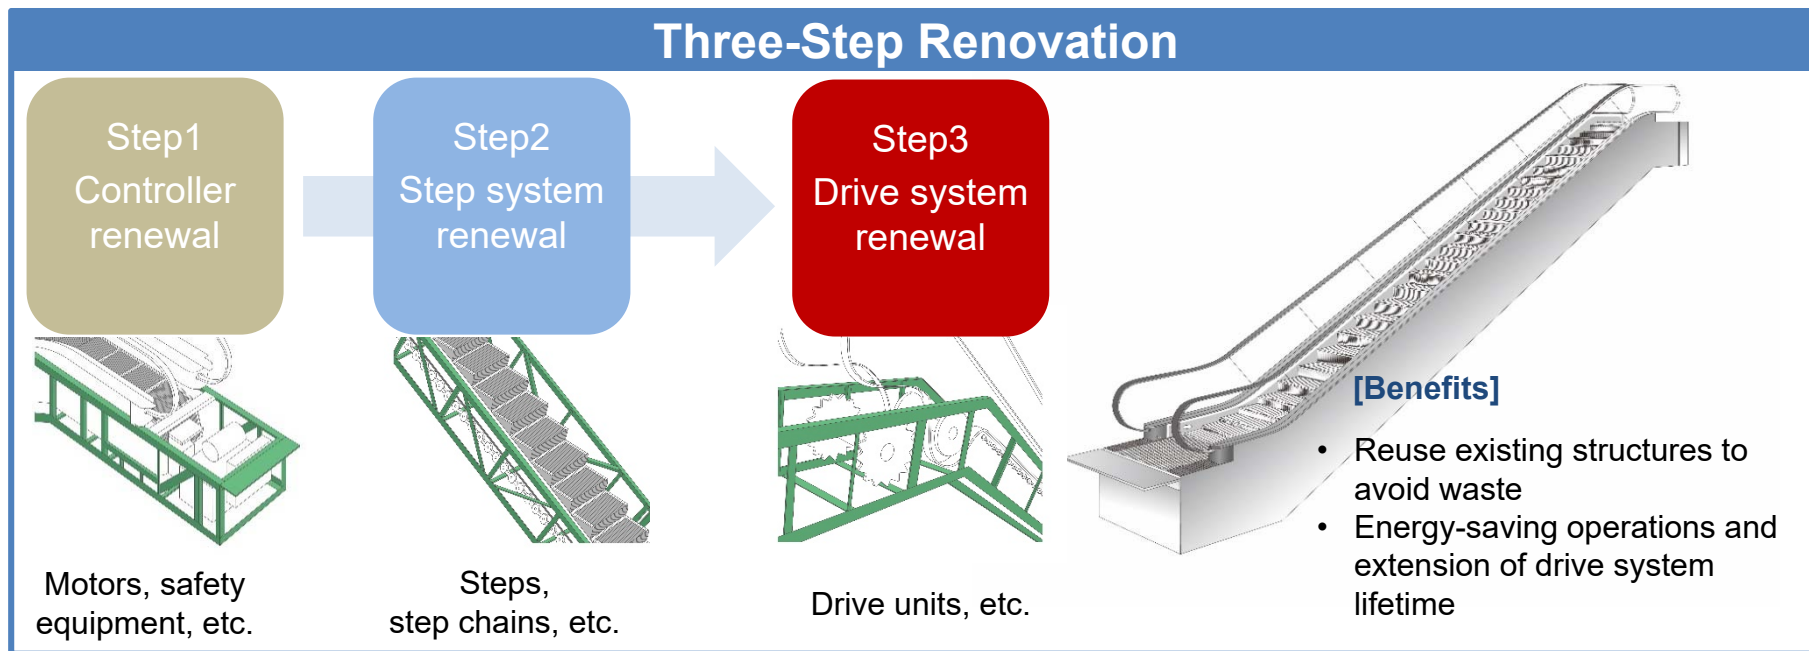 Three-Step Renovation
Step1
Controller
renewal
Step2
Step system
renewal
Step3
Drive system
renewal
Motors, safety
equipment, etc.
Steps,
step chains, etc.
Drive units, etc.
[Benefits]
• Reuse existing structures to
avoid waste
• Energy-saving operations and
extension of drive system
lifetime